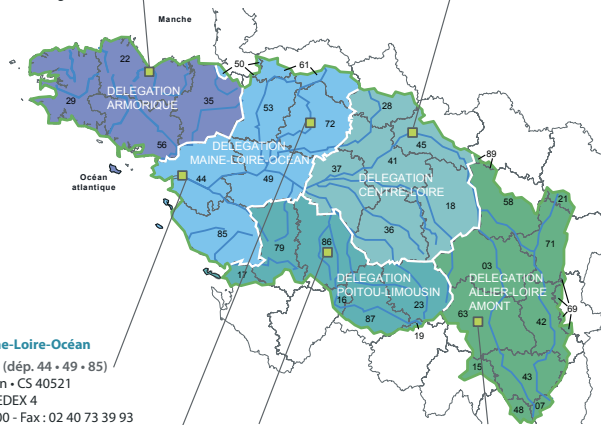 Manche
50
61
22
DELEGATION
ARMORIQUE
29
35
56
53
72
28
DELEGATION
MAINE-LOIRE-OCEAN
45
41
89
37
DELEGATION
CENTRE-LOIRE
Océan
atlantique
44
49
18
58
21
85
79
86
36
71
17
DELEGATION
POITOU-LIMOUSIN
03
DELEGATION
ALLIER-LOIRE
AMONT
16
23
87
19
63
42
69
15
43
48
07
ne-Loire-Océan
(dép. 44 • 49 • 85)
n • CS 40521
EDEX 4
00 - Fax : 02 40 73 39 93